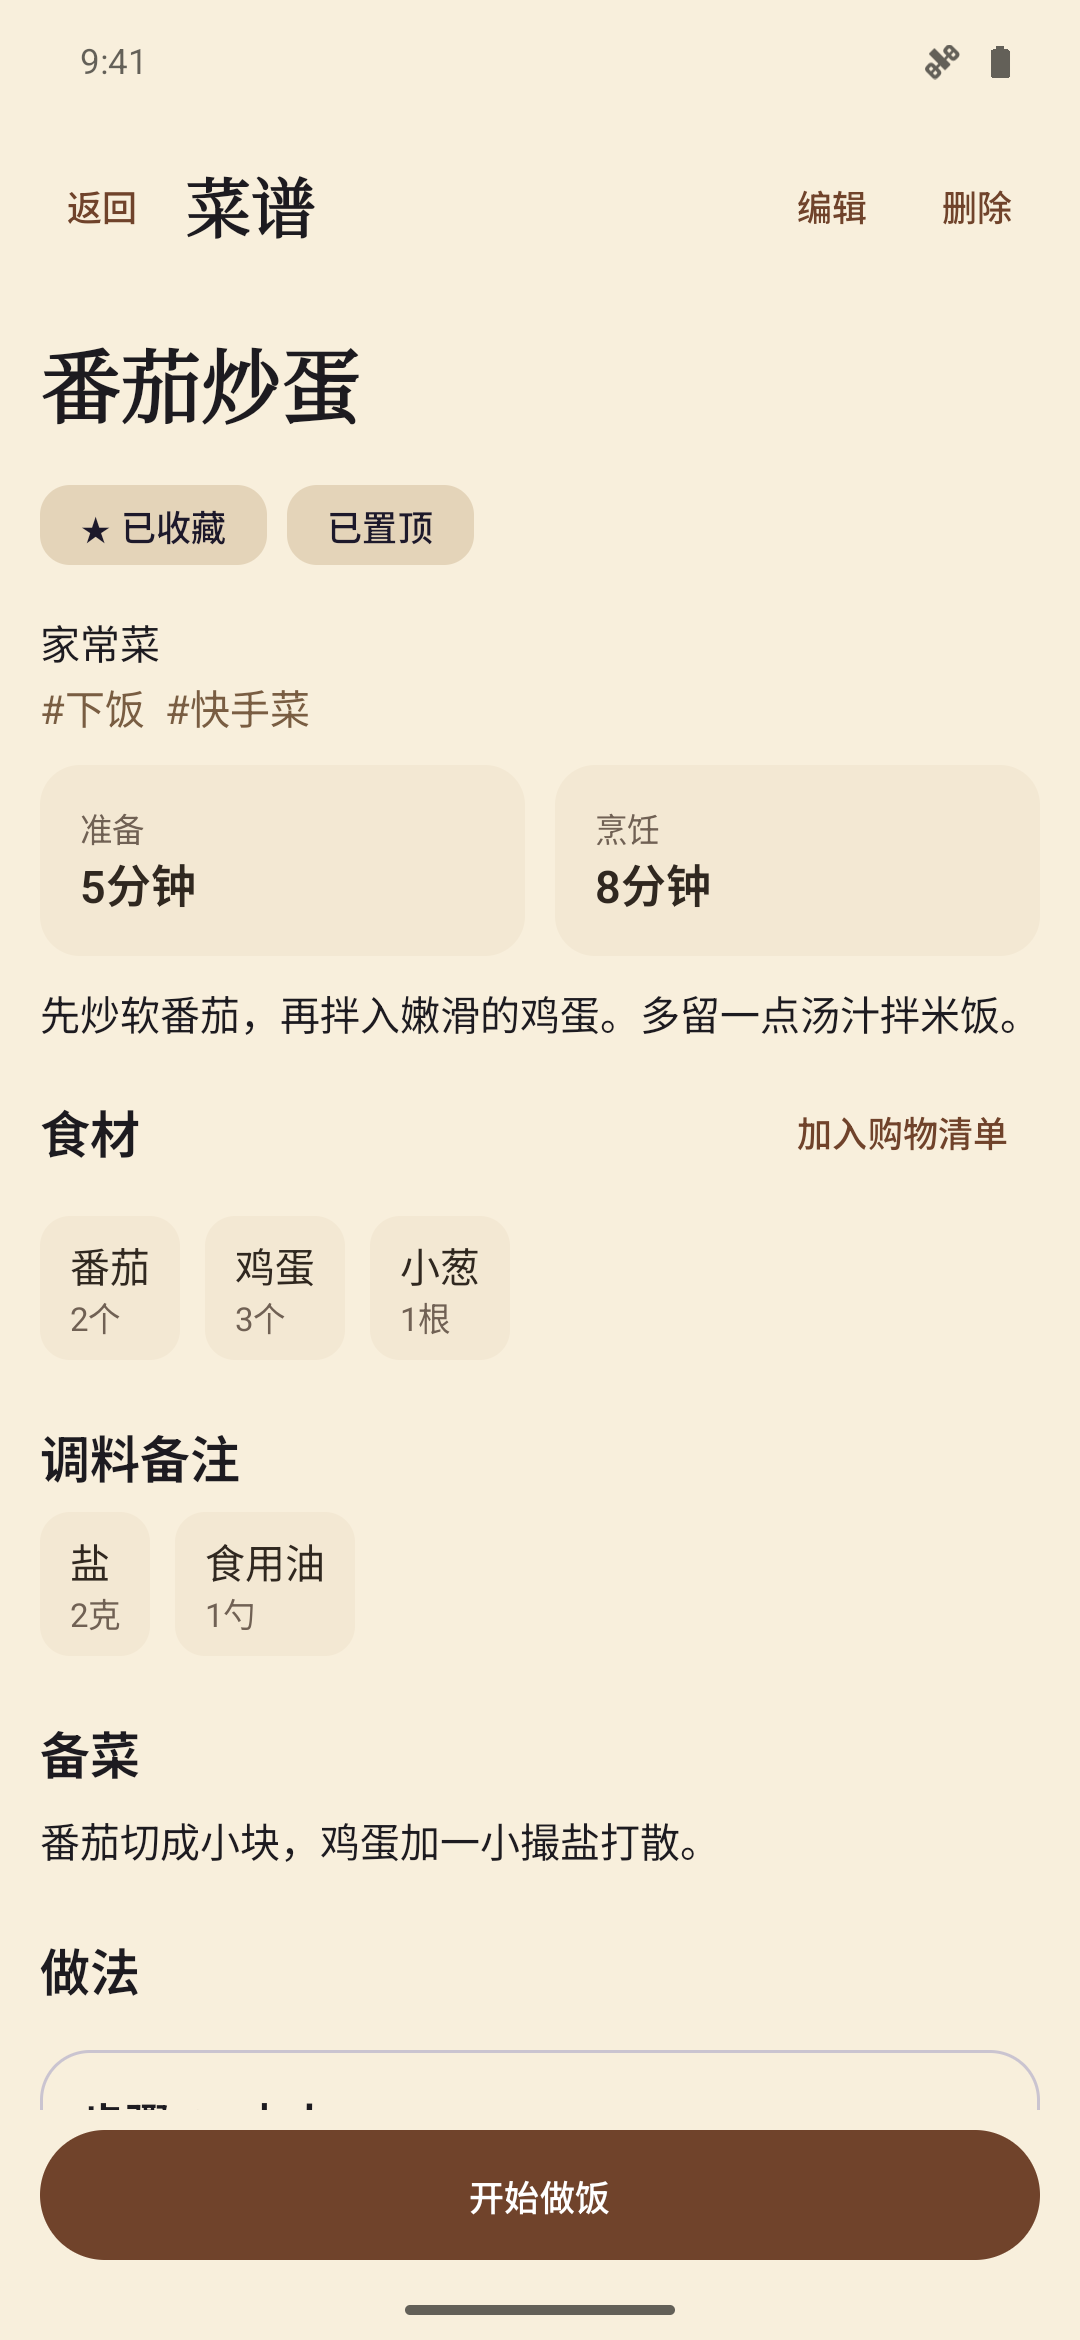 9:41
返回 菜谱 编辑 删除
番茄炒蛋
★ 已收藏 已置顶
家常菜
#下饭 #快手菜
准备 烹饪
5分钟 8分钟
先炒软番茄，再拌入嫩滑的鸡蛋。多留一点汤汁拌米饭。
食材 加入购物清单
番茄 鸡蛋 小葱
2个 3个 1根
调料备注
盐 食用油
2克 1勺
备菜
番茄切成小块，鸡蛋加一小撮盐打散。
做法
开始做饭